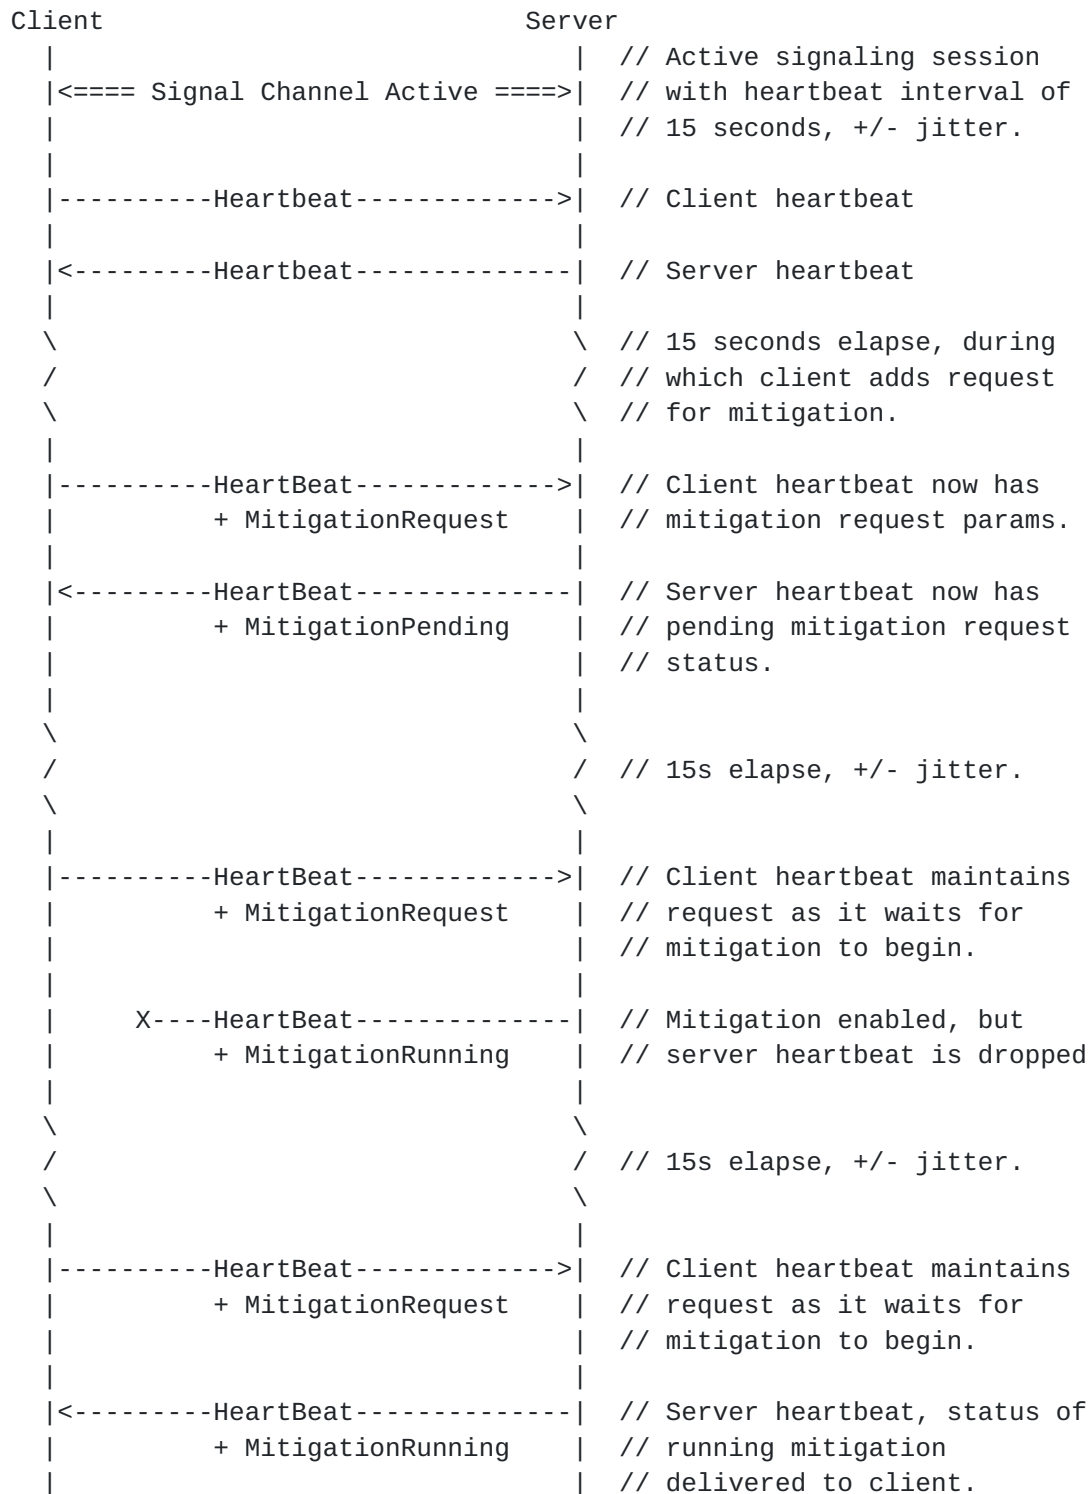 Client                           Server
  |                                  |  // Active signaling session
  |<==== Signal Channel Active ====>|  // with heartbeat interval of
  |                                  |  // 15 seconds, +/- jitter.
  |                                  |
  |----------Heartbeat------------->|  // Client heartbeat
  |                                  |
  |<---------Heartbeat--------------|  // Server heartbeat
  |                                  |
  \                                  \  // 15 seconds elapse, during
  /                                  /  // which client adds request
  \                                  \  // for mitigation.
  |                                  |
  |----------HeartBeat------------->|  // Client heartbeat now has
  |          + MitigationRequest     |  // mitigation request params.
  |                                  |
  |<---------HeartBeat--------------|  // Server heartbeat now has
  |          + MitigationPending     |  // pending mitigation request
  |                                  |  // status.
  |                                  |
  \                                  \
  /                                  /  // 15s elapse, +/- jitter.
  \                                  \
  |                                  |
  |----------HeartBeat------------->|  // Client heartbeat maintains
  |          + MitigationRequest     |  // request as it waits for
  |                                  |  // mitigation to begin.
  |                                  |
  |     X----HeartBeat--------------|  // Mitigation enabled, but
  |          + MitigationRunning     |  // server heartbeat is dropped
  |                                  |
  \                                  \
  /                                  /  // 15s elapse, +/- jitter.
  \                                  \
  |                                  |
  |----------HeartBeat------------->|  // Client heartbeat maintains
  |          + MitigationRequest     |  // request as it waits for
  |                                  |  // mitigation to begin.
  |                                  |
  |<---------HeartBeat--------------|  // Server heartbeat, status of
  |          + MitigationRunning     |  // running mitigation
  |                                  |  // delivered to client.